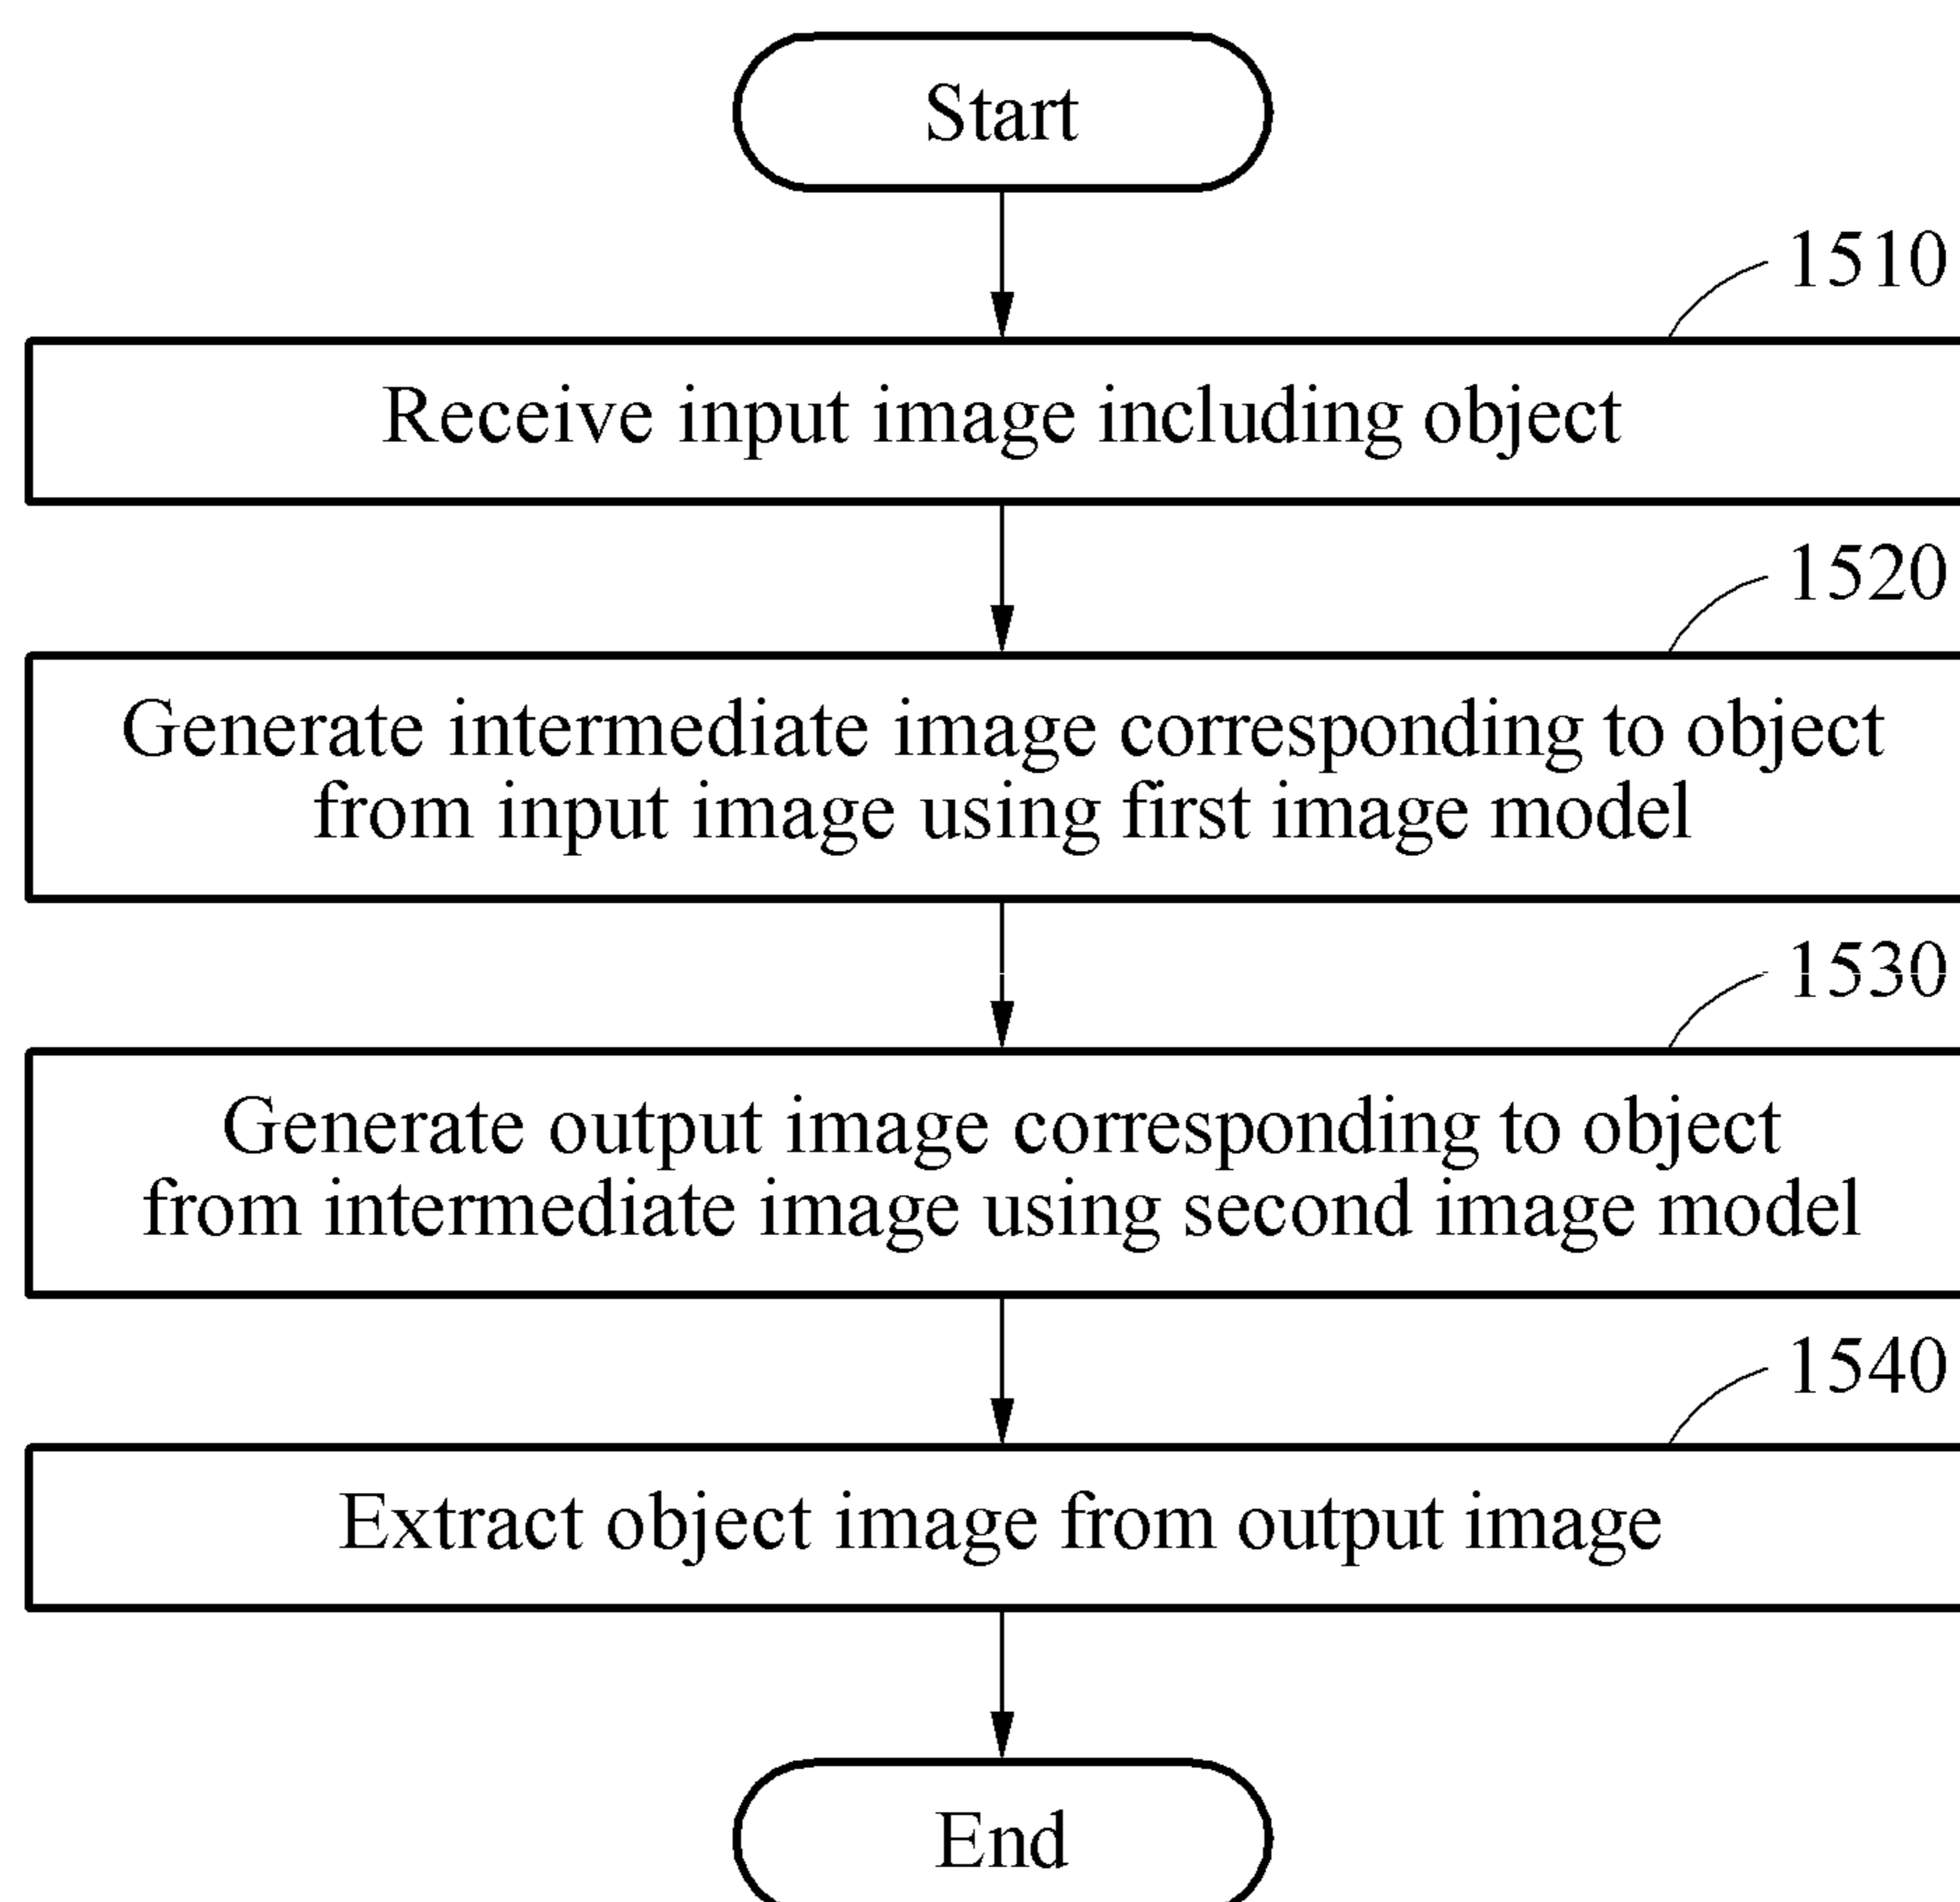 Start
1510
Receive input image including object
1520
Generate intermediate image corresponding to object
from input image using first image model
1530
Generate output image corresponding to object
from intermediate image using second image model
1540
Extract object image from output image
End